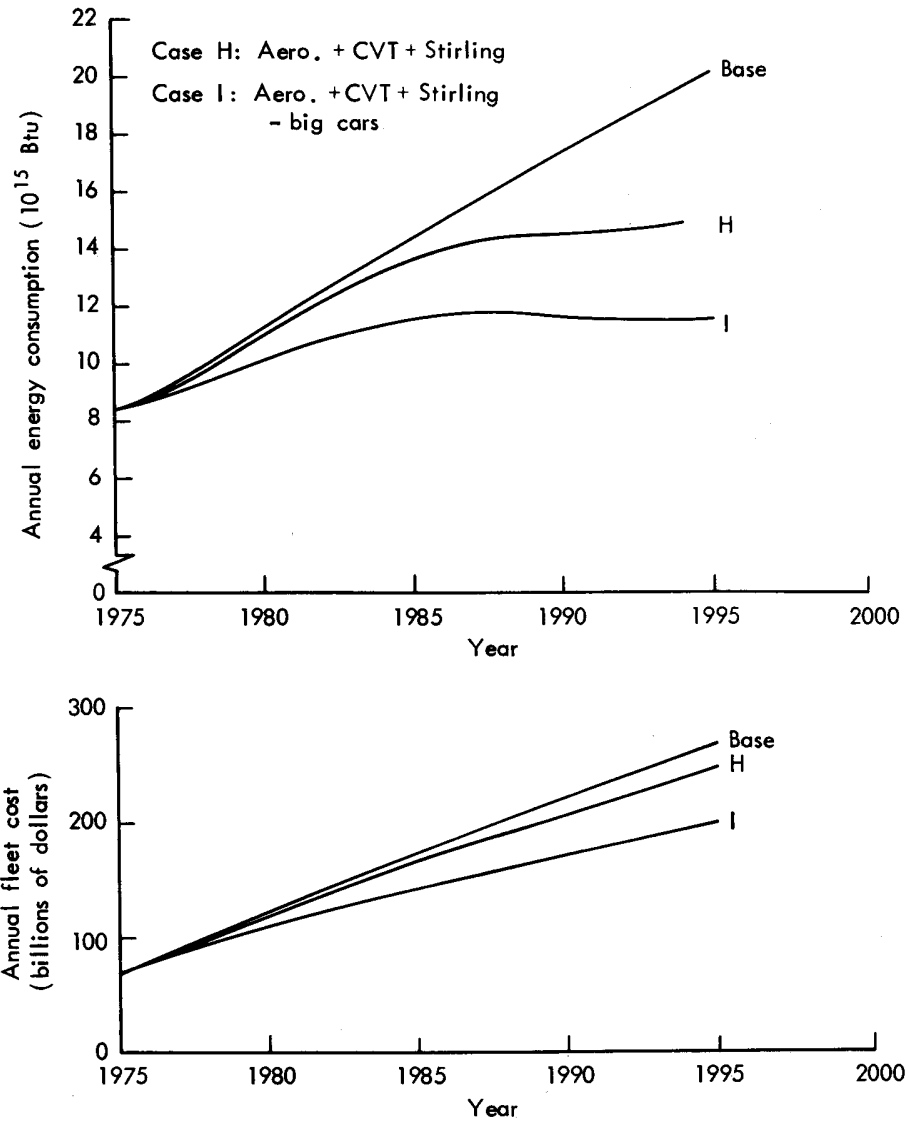 Case H: Aero. + CVT + Stirling
Case I: Aero. + CVT + Stirling
– big cars
Annual energy consumption (10^15 Btu)
22
20
18
16
14
12
10
8
6
4
0
Base
H
I
1975 1980 1985 1990 1995 2000
Year
Annual fleet cost
(billions of dollars)
300
200
100
0
Base
H
I
1975 1980 1985 1990 1995 2000
Year